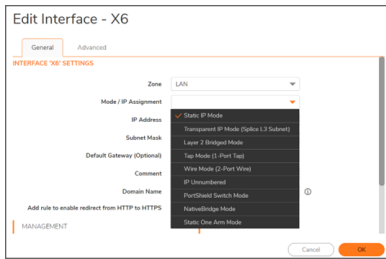 Edit Interface - X6
General Advanced
INTERFACE 'X6' SETTINGS
Zone LAN
Mode / IP Assignment
IP Address Static IP Mode
Transparent IP Mode (Splice L3 Subnet)
Subnet Mask Layer 2 Bridged Mode
Default Gateway (Optional) Tap Mode (1-Port Tap)
Wire Mode (2-Port Wire)
Comment IP Unnumbered
Domain Name PortShield Switch Mode
Add rule to enable redirect from HTTP to HTTPS NativeBridge Mode
MANAGEMENT Static One Arm Mode
Cancel OK